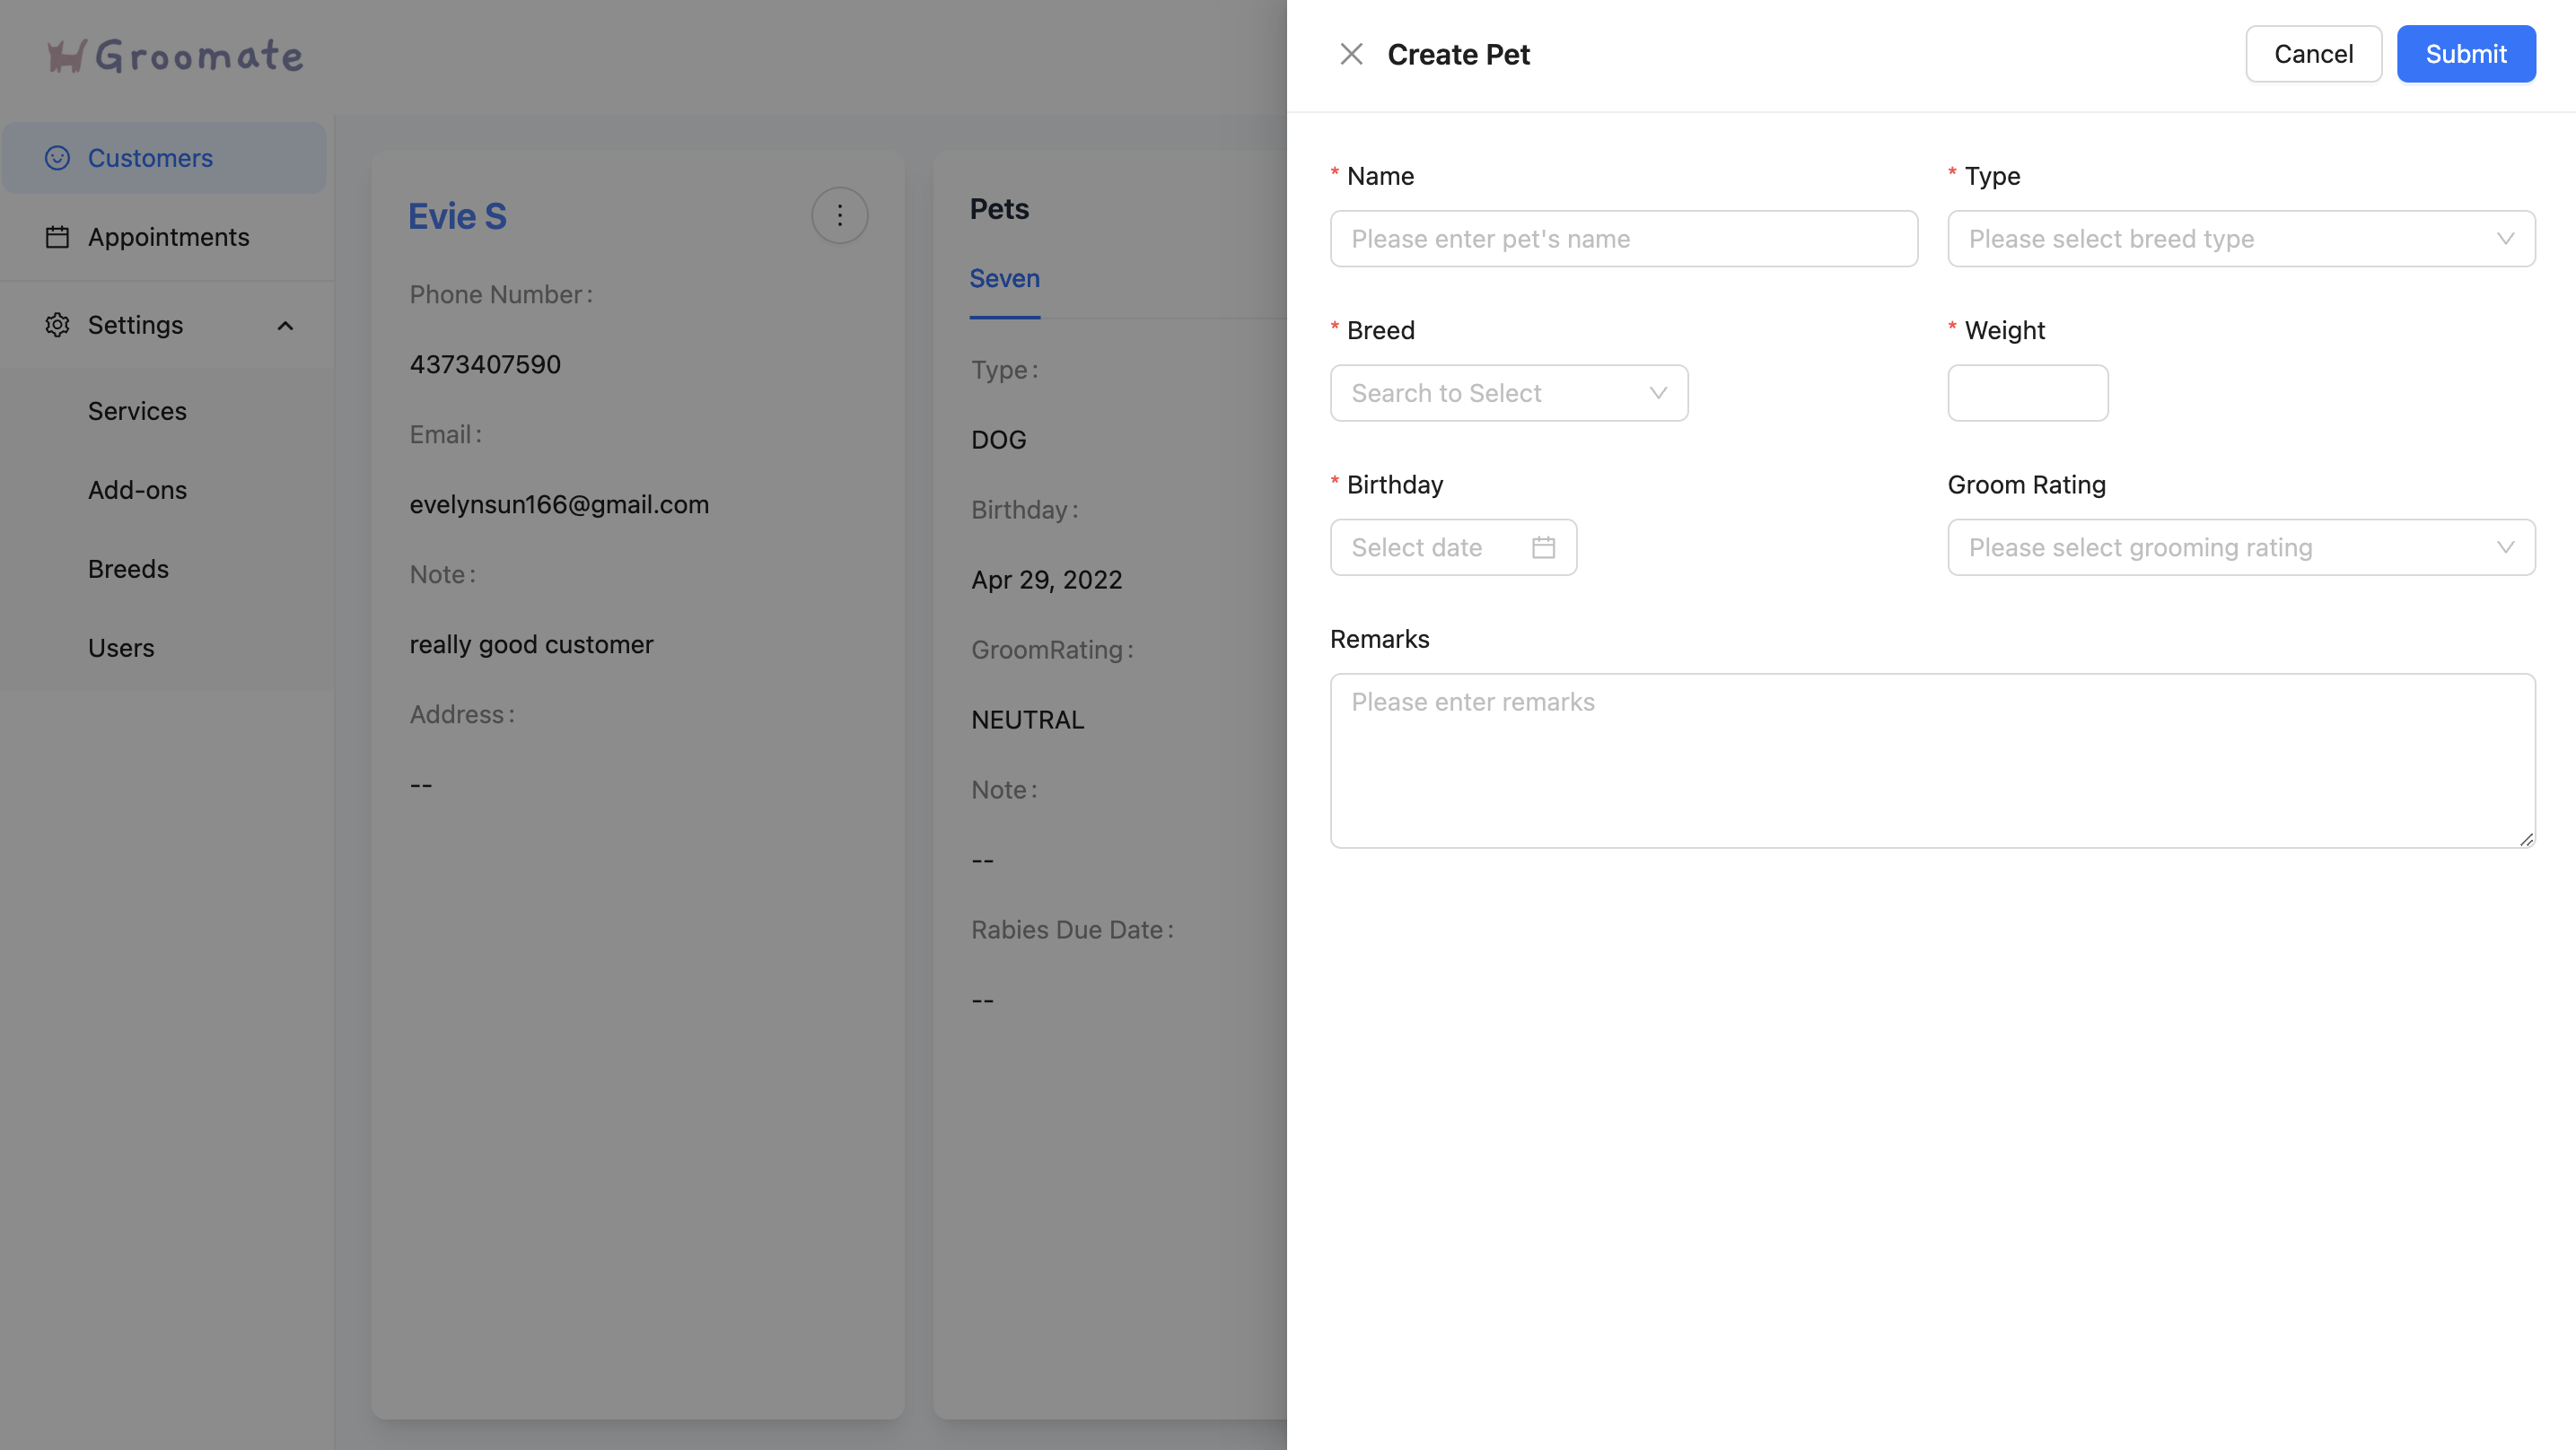 Groomate
Customers
Appointments
Settings
Services
Add-ons
Breeds
Users
Evie S
Phone Number:
4373407590
Email:
evelynsun166@gmail.com
Note:
really good customer
Address:
--
Pets
Seven
Type:
DOG
Birthday:
Apr 29, 2022
GroomRating:
NEUTRAL
Note:
--
Rabies Due Date:
--
Create Pet
Cancel
Submit
* Name
Please enter pet's name
* Type
Please select breed type
* Breed
Search to Select
* Weight
* Birthday
Select date
Groom Rating
Please select grooming rating
Remarks
Please enter remarks